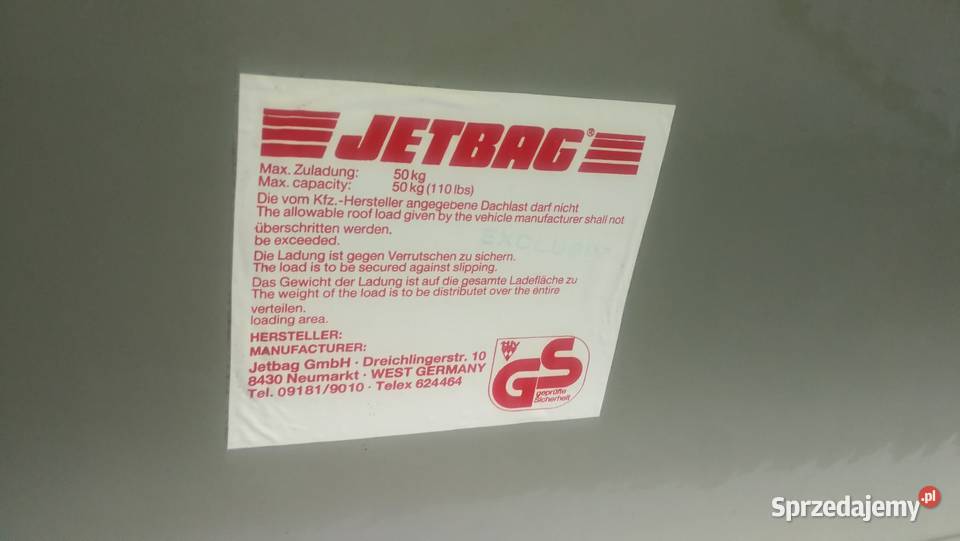 JETBAG®
Max. Zuladung: 50 kg
Max. capacity: 50 kg (110 lbs)
Die vom Kfz.-Hersteller angegebene Dachlast darf nicht
The allowable roof load given by the vehicle manufacturer shall not
überschritten werden.
be exceeded.
Die Ladung ist gegen Verrutschen zu sichern.
The load is to be secured against slipping.
Das Gewicht der Ladung ist auf die gesamte Ladefläche zu
The weight of the load is to be distributet over the entire
verteilen.
loading area.
HERSTELLER:
MANUFACTURER:
Jetbag GmbH · Dreichlingerstr. 10
8430 Neumarkt · WEST GERMANY
Tel. 09181/9010 · Telex 624464
GS
geprüfte
Sicherheit
Sprzedajemy.pl